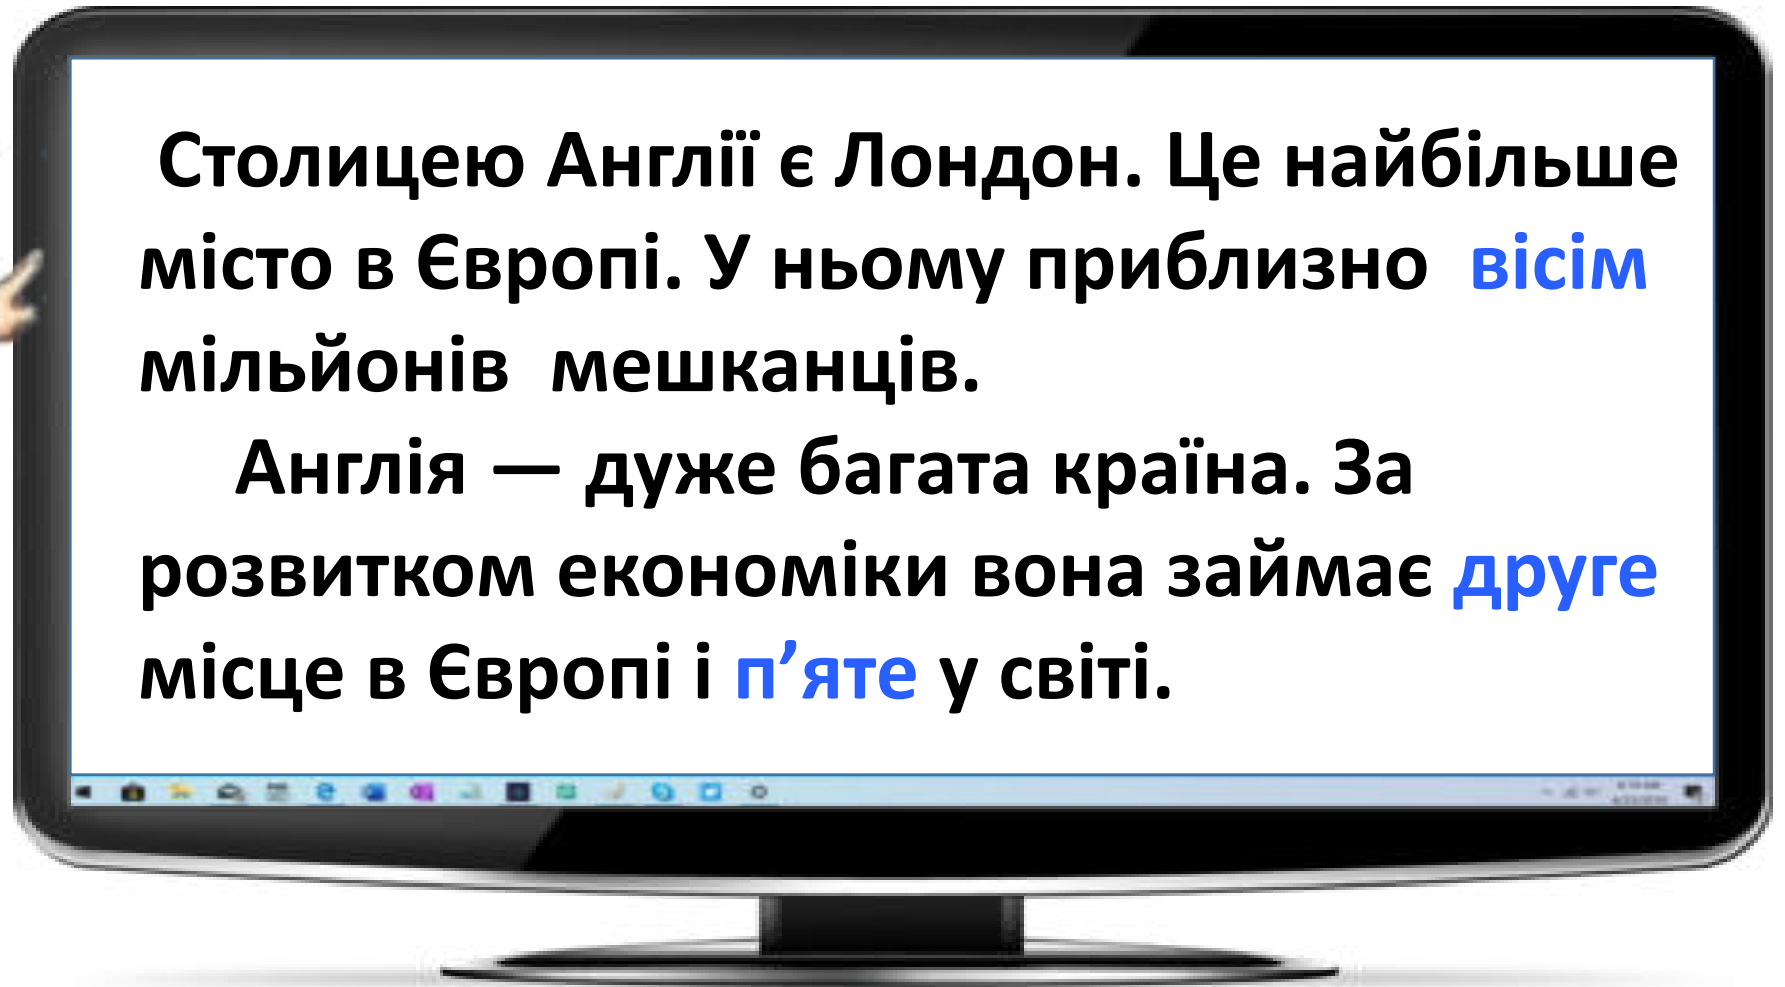 Столицею Англії є Лондон. Це найбільше
місто в Європі. У ньому приблизно вісім
мільйонів мешканців.
Англія — дуже багата країна. За
розвитком економіки вона займає друге
місце в Європі і п’яте у світі.